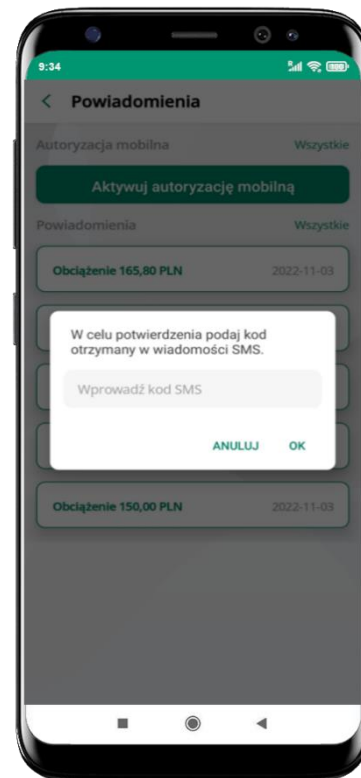 9:34
Powiadomienia
Autoryzacja mobilna Wszystkie
Aktywuj autoryzację mobilną
Powiadomienia Wszystkie
Obciążenie 165,80 PLN 2022-11-03
W celu potwierdzenia podaj kod
otrzymany w wiadomości SMS.
Wprowadź kod SMS
ANULUJ OK
Obciążenie 150,00 PLN 2022-11-03